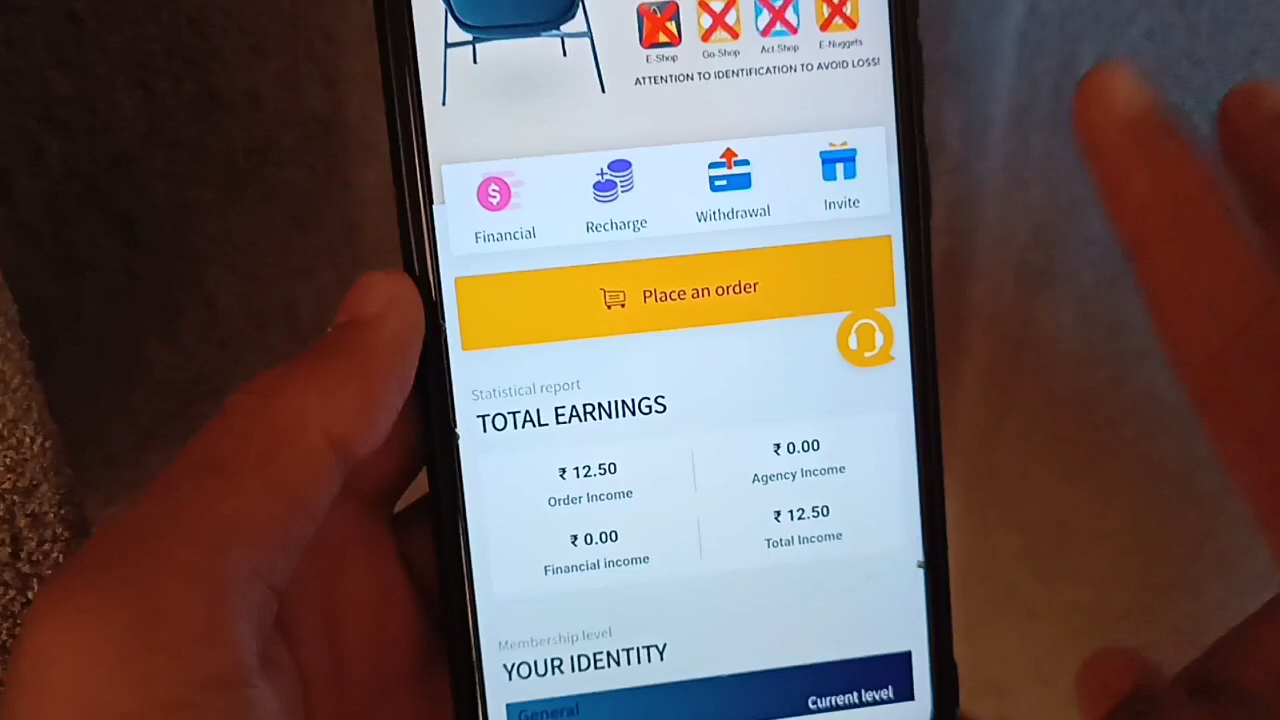 E-Shop Go-Shop Act-Shop E-Nuggets
ATTENTION TO IDENTIFICATION TO AVOID LOSS!
Financial Recharge Withdrawal Invite
Place an order
Statistical report
TOTAL EARNINGS
₹ 12.50 ₹ 0.00
Order Income Agency Income
₹ 0.00 ₹ 12.50
Financial income Total Income
Membership level
YOUR IDENTITY
General Current level